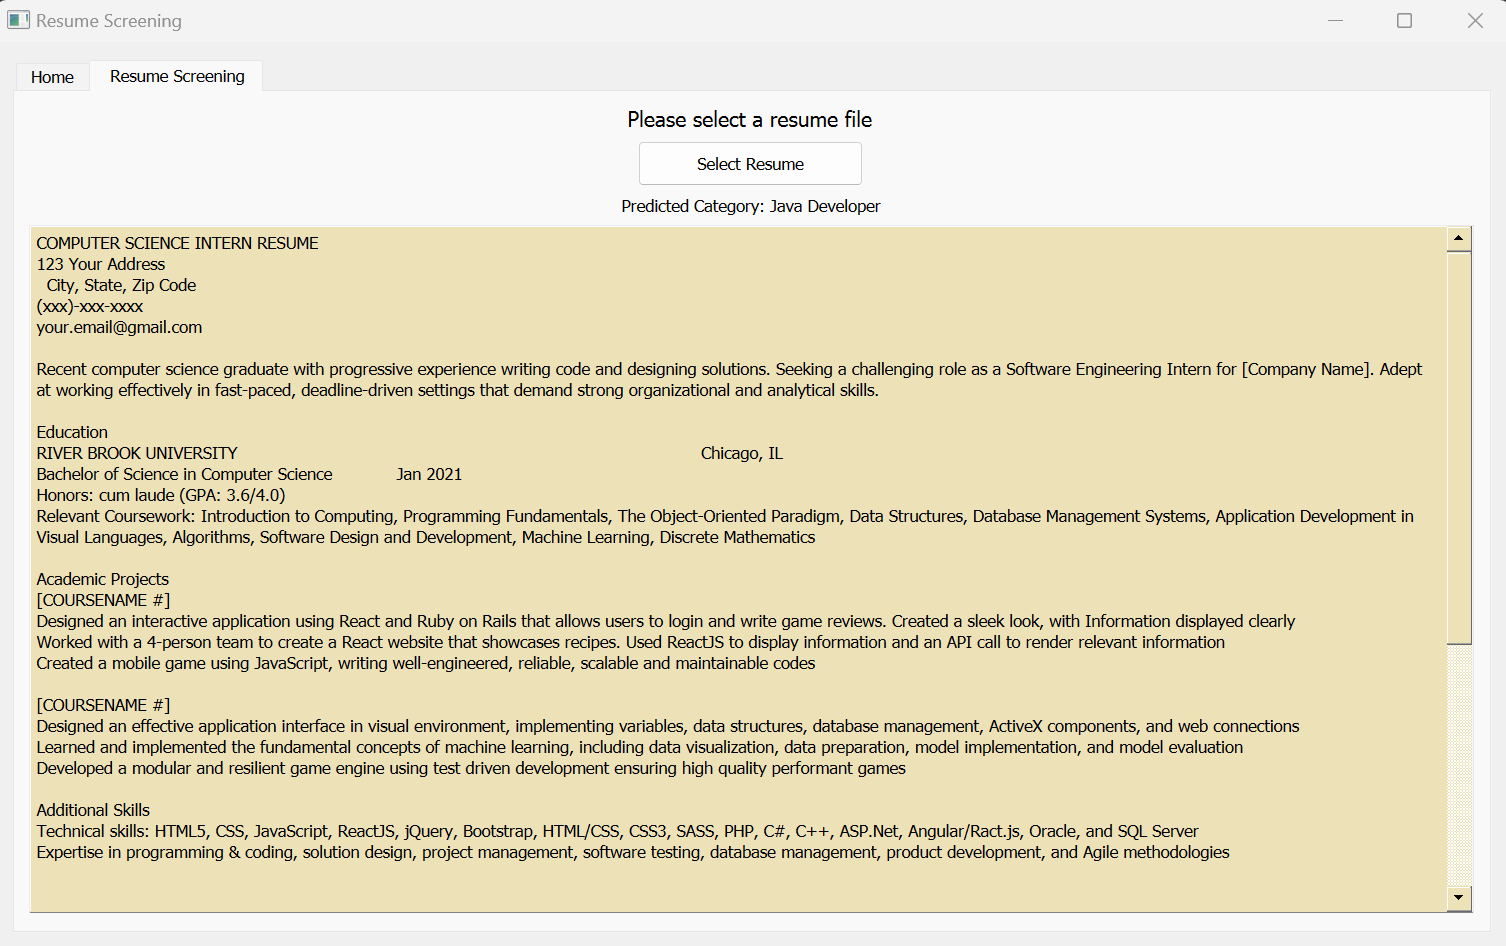 Resume Screening
Home
Resume Screening
Please select a resume file
Select Resume
Predicted Category: Java Developer
COMPUTER SCIENCE INTERN RESUME
123 Your Address
City, State, Zip Code
(xxx)-xxx-xxxx
your.email@gmail.com
Recent computer science graduate with progressive experience writing code and designing solutions. Seeking a challenging role as a Software Engineering Intern for [Company Name]. Adept
at working effectively in fast-paced, deadline-driven settings that demand strong organizational and analytical skills.
Education
RIVER BROOK UNIVERSITY Chicago, IL
Bachelor of Science in Computer Science Jan 2021
Honors: cum laude (GPA: 3.6/4.0)
Relevant Coursework: Introduction to Computing, Programming Fundamentals, The Object-Oriented Paradigm, Data Structures, Database Management Systems, Application Development in
Visual Languages, Algorithms, Software Design and Development, Machine Learning, Discrete Mathematics
Academic Projects
[COURSENAME #]
Designed an interactive application using React and Ruby on Rails that allows users to login and write game reviews. Created a sleek look, with Information displayed clearly
Worked with a 4-person team to create a React website that showcases recipes. Used ReactJS to display information and an API call to render relevant information
Created a mobile game using JavaScript, writing well-engineered, reliable, scalable and maintainable codes
[COURSENAME #]
Designed an effective application interface in visual environment, implementing variables, data structures, database management, ActiveX components, and web connections
Learned and implemented the fundamental concepts of machine learning, including data visualization, data preparation, model implementation, and model evaluation
Developed a modular and resilient game engine using test driven development ensuring high quality performant games
Additional Skills
Technical skills: HTML5, CSS, JavaScript, ReactJS, jQuery, Bootstrap, HTML/CSS, CSS3, SASS, PHP, C#, C++, ASP.Net, Angular/Ract.js, Oracle, and SQL Server
Expertise in programming & coding, solution design, project management, software testing, database management, product development, and Agile methodologies